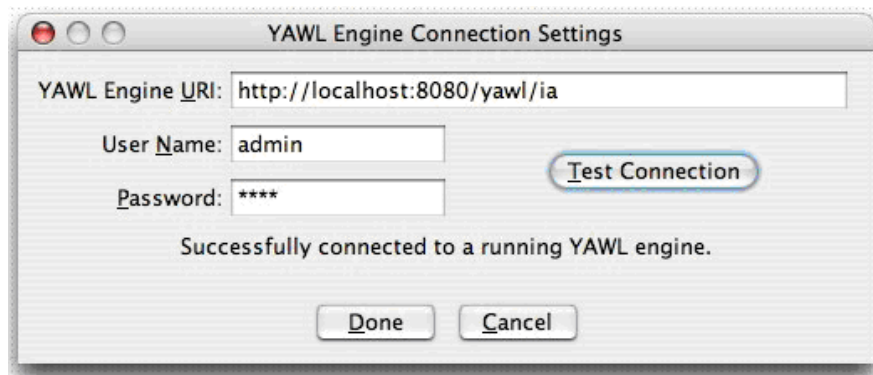 YAWL Engine Connection Settings
YAWL Engine URI: http://localhost:8080/yawl/ia
User Name: admin
Test Connection
Password: ****
Successfully connected to a running YAWL engine.
Done Cancel